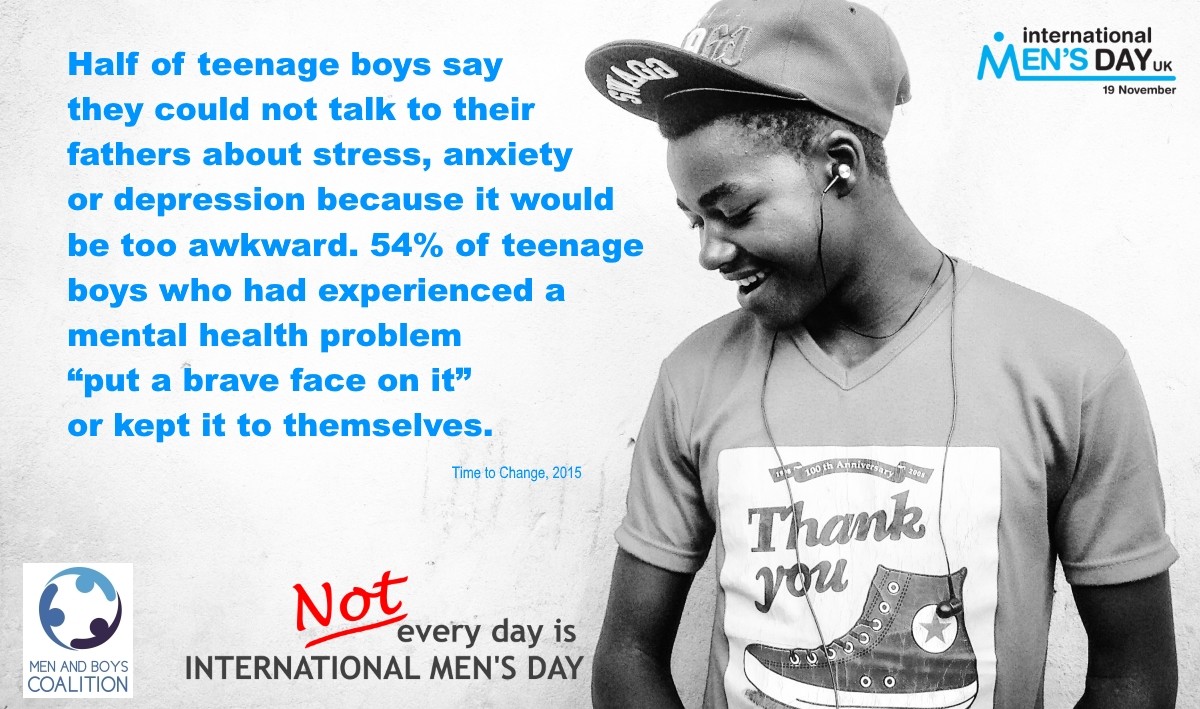 Half of teenage boys say
they could not talk to their
fathers about stress, anxiety
or depression because it would
be too awkward. 54% of teenage
boys who had experienced a
mental health problem
“put a brave face on it”
or kept it to themselves.
Time to Change, 2015
international
MEN'S DAY UK
19 November
SWAGG
1908 100th Anniversary 2008
Thank
you
Not
every day is
INTERNATIONAL MEN'S DAY
MEN AND BOYS
COALITION